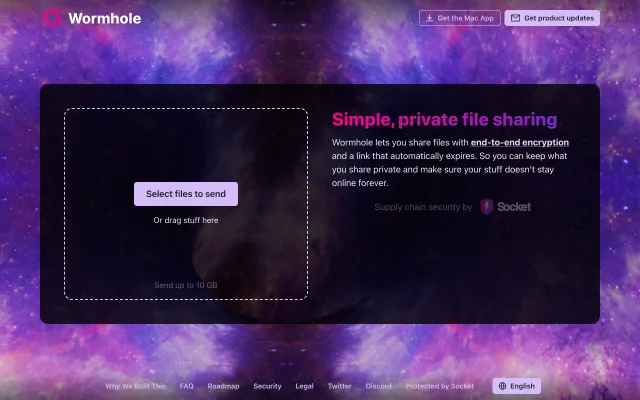 Wormhole
Get the Mac App
Get product updates
Select files to send
Or drag stuff here
Send up to 10 GB
Simple, private file sharing
Wormhole lets you share files with end-to-end encryption
and a link that automatically expires. So you can keep what
you share private and make sure your stuff doesn't stay
online forever.
Supply chain security by Socket
Why We Built This FAQ Roadmap Security Legal Twitter Discord Protected by Socket English